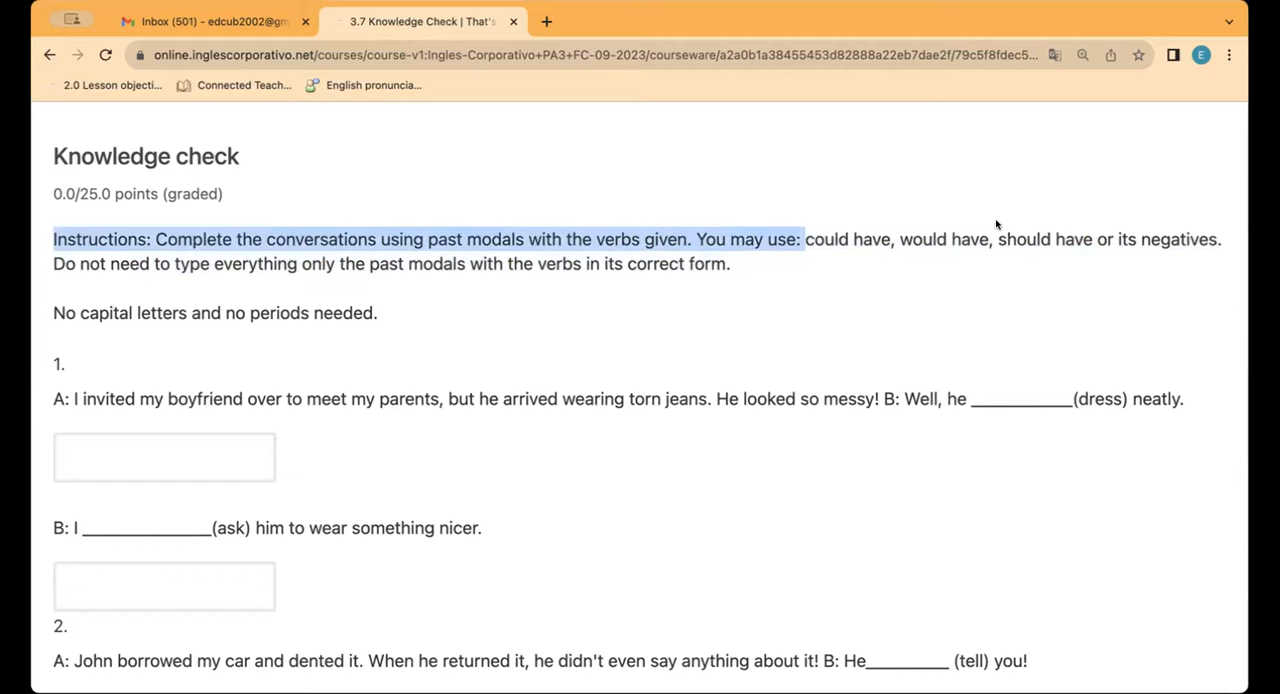 Inbox (501) - edcub2002@gm
3.7 Knowledge Check | That's
online.inglescorporativo.net/courses/course-v1:Ingles-Corporativo+PA3+FC-09-2023/courseware/a2a0b1a38455453d82888a22eb7dae2f/79c5f8fdec5...
E
2.0 Lesson objecti...
Connected Teach...
English pronuncia...
Knowledge check
0.0/25.0 points (graded)
Instructions: Complete the conversations using past modals with the verbs given. You may use: could have, would have, should have or its negatives.
Do not need to type everything only the past modals with the verbs in its correct form.
No capital letters and no periods needed.
1.
A: I invited my boyfriend over to meet my parents, but he arrived wearing torn jeans. He looked so messy! B: Well, he ___________(dress) neatly.
B: I ______________(ask) him to wear something nicer.
2.
A: John borrowed my car and dented it. When he returned it, he didn't even say anything about it! B: He_________ (tell) you!